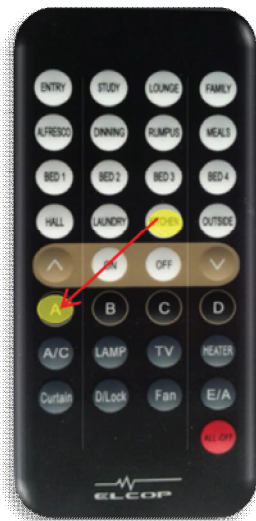 ENTRY STUDY LOUNGE FAMILY
ALFRESCO DINNING RUMPUS MEALS
BED 1 BED 2 BED 3 BED 4
HALL LAUNDRY KITCHEN OUTSIDE
ON OFF
A B C D
A/C LAMP TV HEATER
Curtain D/Lock Fan E/A
ALL-OFF
ELCOP